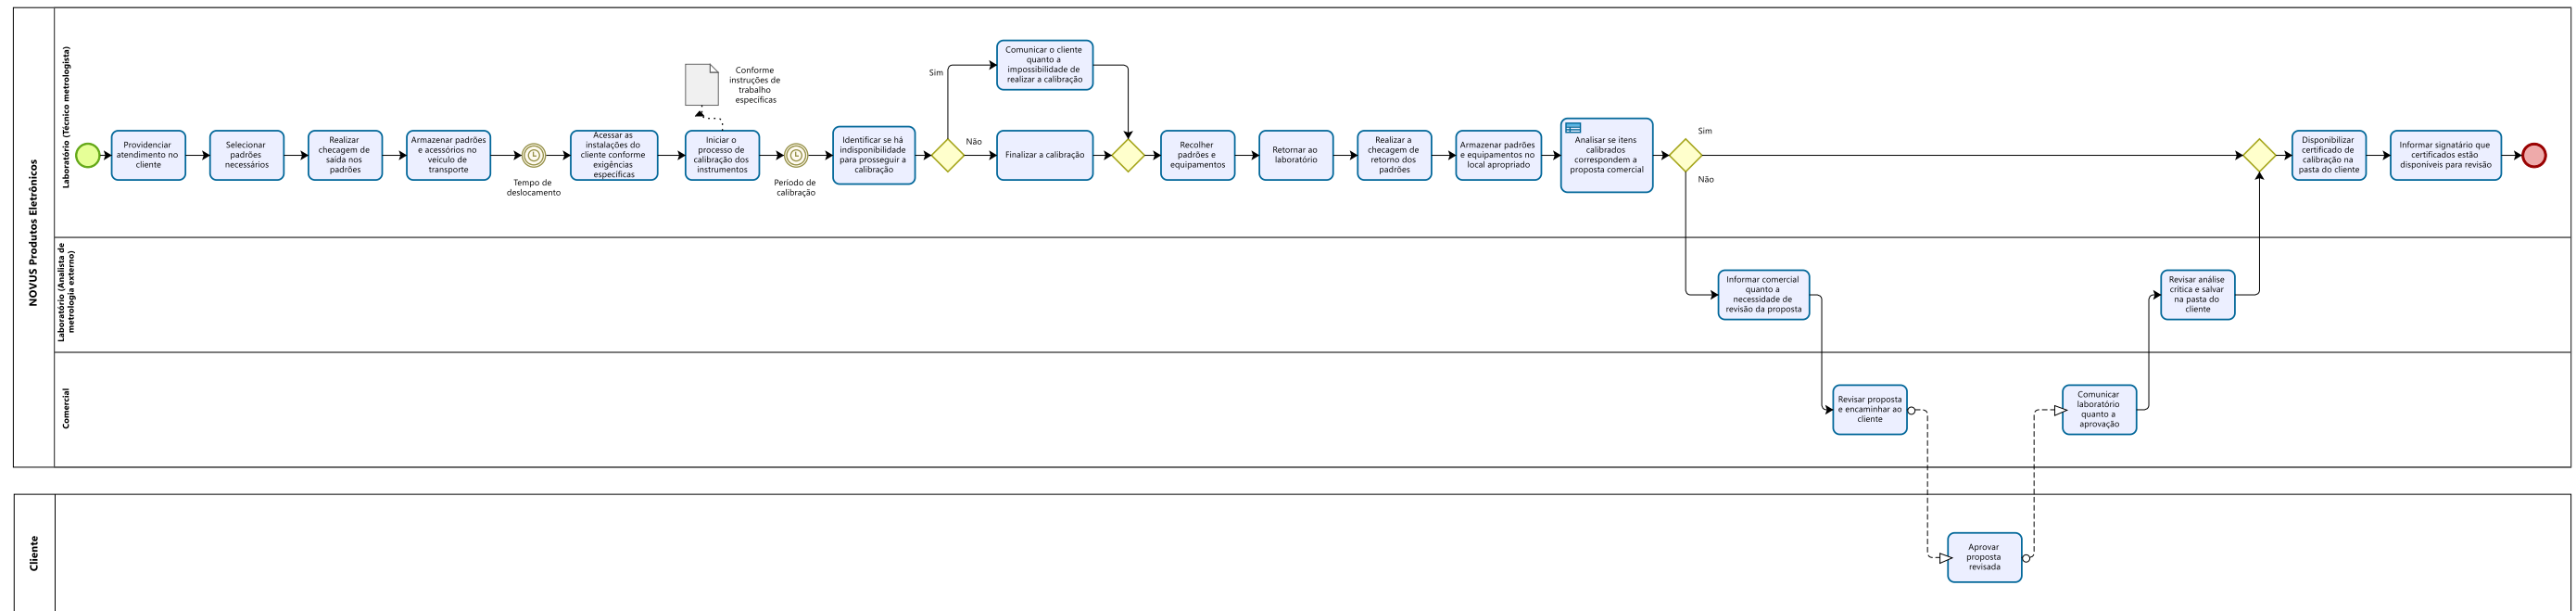 NOVUS Produtos Eletrônicos
Laboratório (Técnico metrologista)
Providenciar
atendimento no
cliente
Selecionar
padrões
necessários
Realizar
checagem de
saída nos
padrões
Armazenar padrões
e acessórios no
veículo de
transporte
Tempo de
deslocamento
Acessar as
instalações do
cliente conforme
exigências
específicas
Conforme
instruções de
trabalho
específicas
Iniciar o
processo de
calibração dos
instrumentos
Período de
calibração
Identificar se há
indisponibilidade
para prosseguir a
calibração
Sim
Comunicar o cliente
quanto a
impossibilidade de
realizar a calibração
Não
Finalizar a calibração
Recolher
padrões e
equipamentos
Retornar ao
laboratório
Realizar a
checagem de
retorno dos
padrões
Armazenar padrões
e equipamentos no
local apropriado
Analisar se itens
calibrados
correspondem a
proposta comercial
Sim
Não
Disponibilizar
certificado de
calibração na
pasta do cliente
Informar signatário que
certificados estão
disponíveis para revisão
Laboratório (Analista de
metrologia externo)
Informar comercial
quanto a
necessidade de
revisão da proposta
Revisar análise
crítica e salvar
na pasta do
cliente
Comercial
Revisar proposta
e encaminhar ao
cliente
Comunicar
laboratório
quanto a
aprovação
Cliente
Aprovar
proposta
revisada